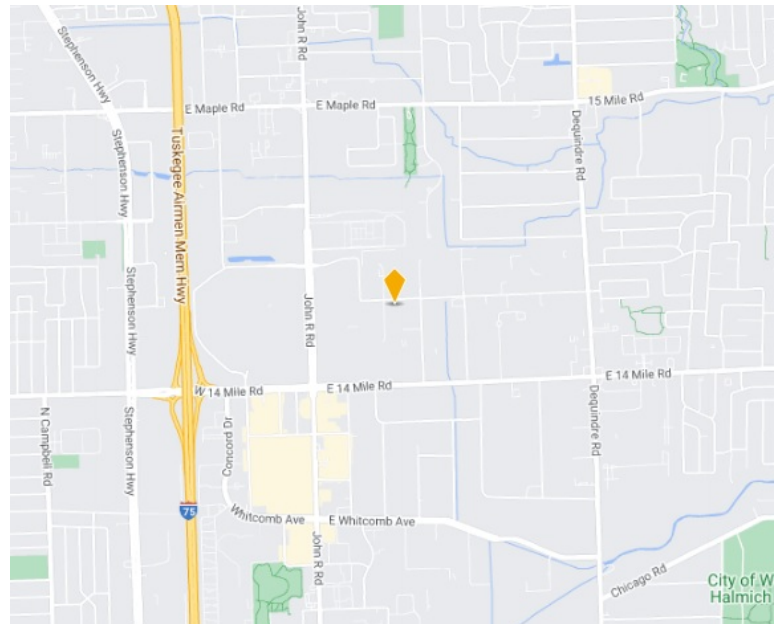 Stephenson Hwy
John R Rd
E Maple Rd
E Maple Rd
15 Mile Rd
Dequindre Rd
Stephenson Hwy
Tuskegee Airmen Mem Hwy
Stephenson Hwy
John R Rd
W 14 Mile Rd
E 14 Mile Rd
E 14 Mile Rd
N Campbell Rd
Stephenson Hwy
Concord Dr
Dequindre Rd
75
Whitcomb Ave
E Whitcomb Ave
John R Rd
Chicago Rd
City of W
Halmich